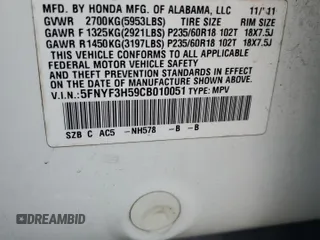 BY HONDA MFG. OF ALABAMA, LLC 11/11
GVWR 2700KG(5953LBS) TIRE SIZE RIM SIZE
GAWR F 1325KG(2921LBS) P235/60R18 102T 18X7.5J
GAWR R 1450KG(3197LBS) P235/60R18 102T 18X7.5J
THIS VEHICLE CONFORMS TO ALL APPLICABLE
FEDERAL MOTOR VEHICLE SAFETY AND
THEFT PREVENTION STANDARDS IN EFFECT ON
THE DATE OF MANUFACTURE SHOWN ABOVE.
V.I.N.:5FNYF3H59CB010051 TYPE: MPV
SZB C AC5 -NH578 -B -B
DREAMBID